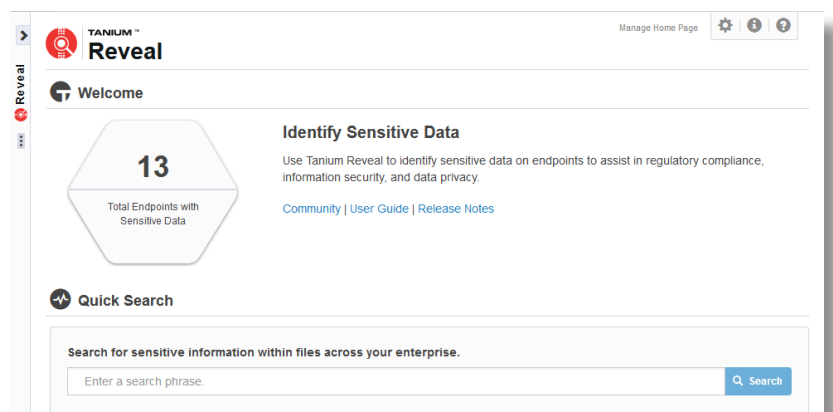 TANIUM™
Reveal
Manage Home Page
Reveal
Welcome
13
Total Endpoints with
Sensitive Data
Identify Sensitive Data
Use Tanium Reveal to identify sensitive data on endpoints to assist in regulatory compliance,
information security, and data privacy.
Community | User Guide | Release Notes
Quick Search
Search for sensitive information within files across your enterprise.
Enter a search phrase.
Search